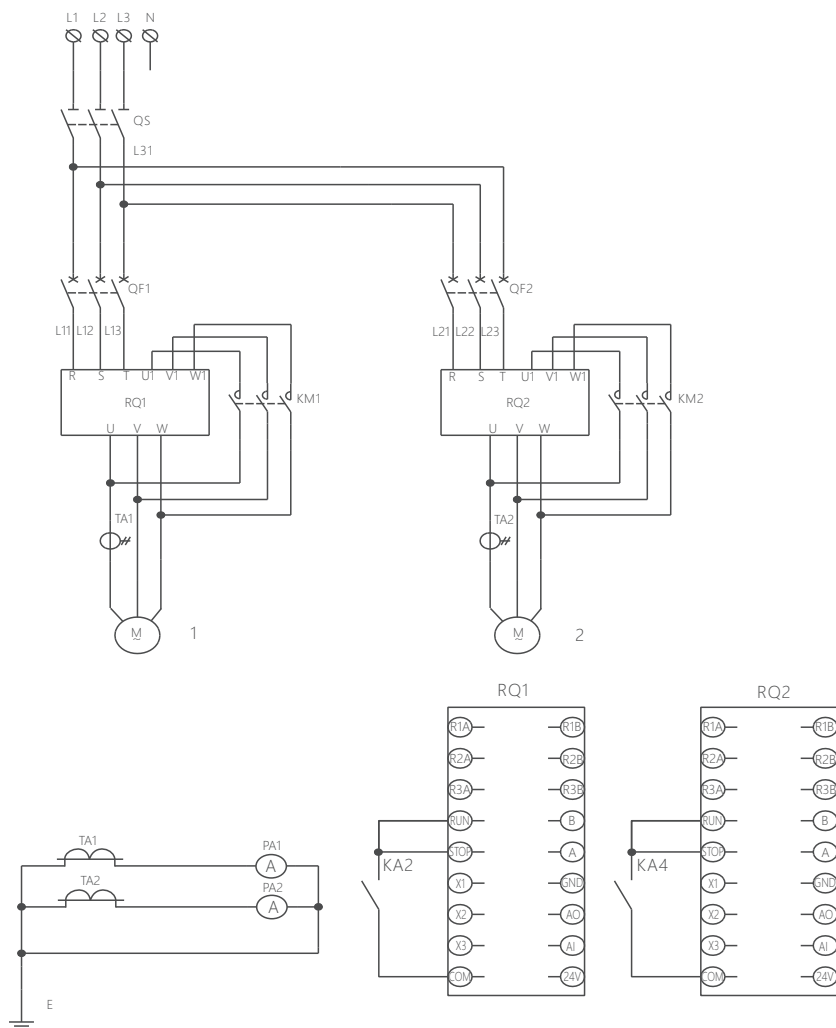 L1 L2 L3 N
QS
L31
QF1 QF2
L11 L12 L13 L21 L22 L23
R S T U1 V1 W1 R S T U1 V1 W1
RQ1 KM1 RQ2 KM2
U V W U V W
TA1 TA2
M
~
1
M
~
2
RQ1 RQ2
R1A R1B R1A R1B
R2A R2B R2A R2B
R3A R3B R3A R3B
RUN B RUN B
TA1 PA1
A
STOP A STOP A
KA2 KA4
TA2 PA2
A
X1 GND X1 GND
X2 AO X2 AO
X3 AI X3 AI
COM 24V COM 24V
E